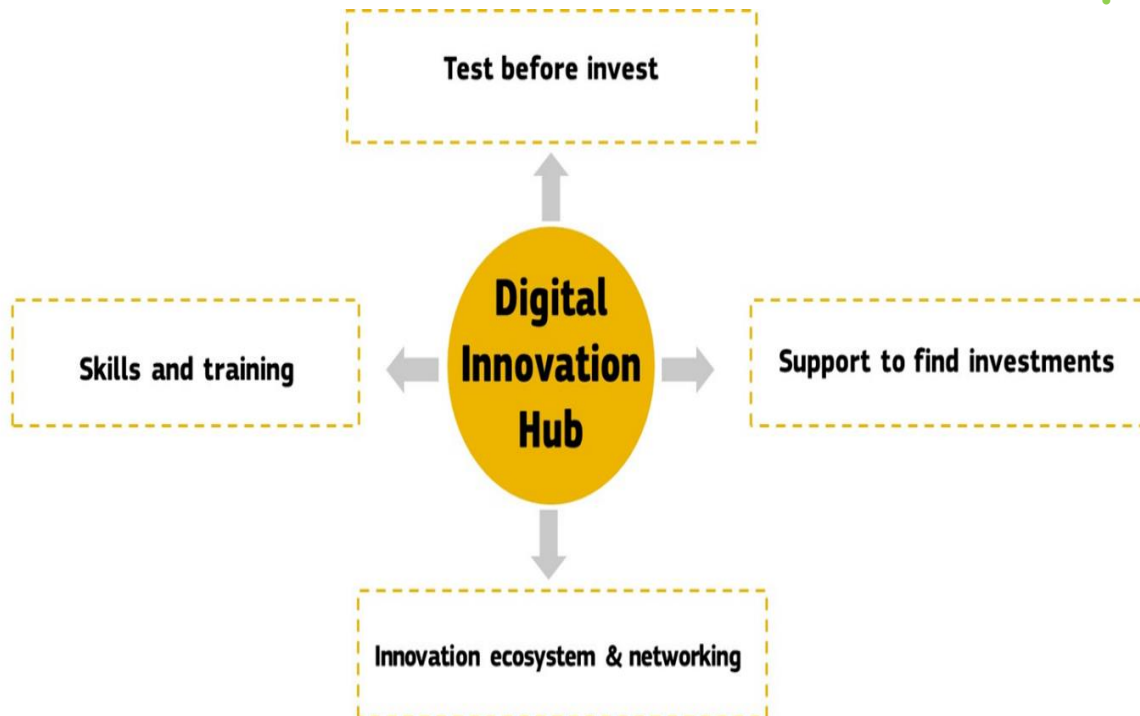 Test before invest
Digital
Innovation
Hub
Skills and training
Support to find investments
Innovation ecosystem & networking